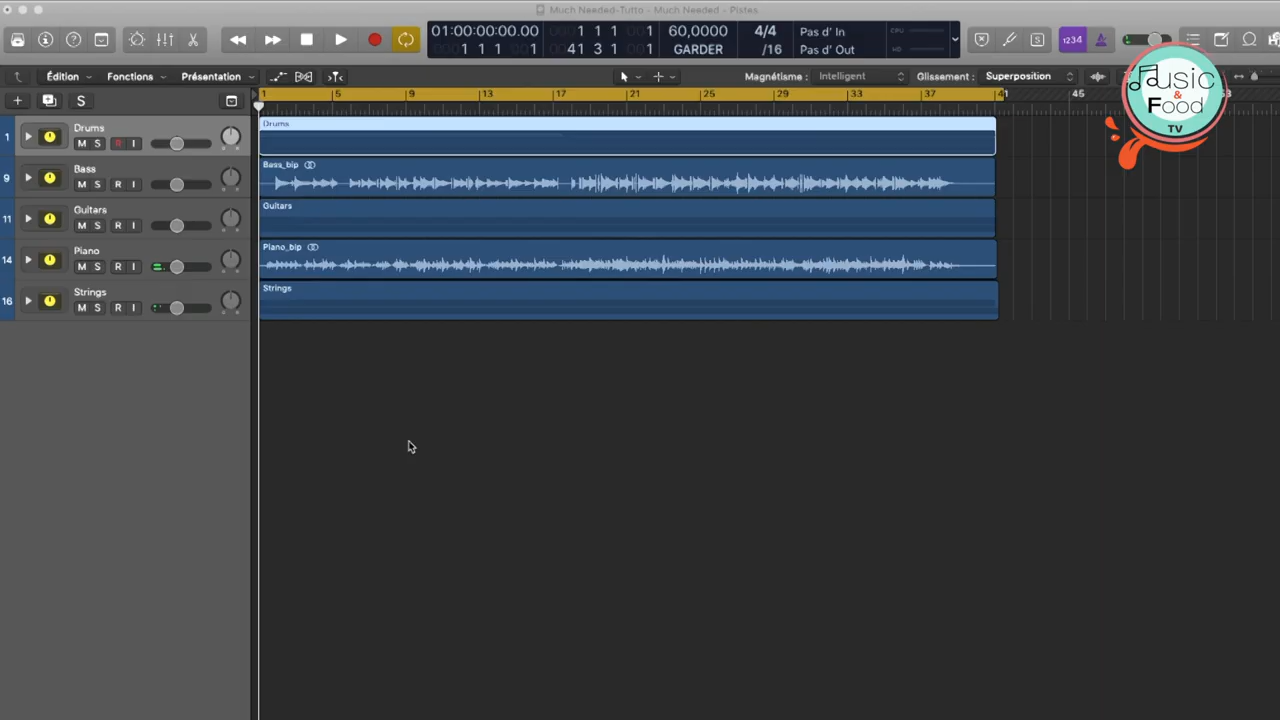 Much Needed-Tutto - Much Needed - Pistes
01:00:00:00.00
1 1 1 1
60,0000
4/4
Pas d' In
CPU
1 1 1 1
41 3 1 1
GARDER
/16
Pas d' Out
HD
1234
Édition
Fonctions
Présentation
Magnétisme :
Intelligent
Glissement :
Superposition
S
1 5 9 13 17 21 25 29 33 37 41 45
Music
&
Food
TV
1
Drums
M S R I
Drums
9
Bass
M S R I
Bass_bip
11
Guitars
M S R I
Guitars
14
Piano
M S R I
Piano_bip
16
Strings
M S R I
Strings